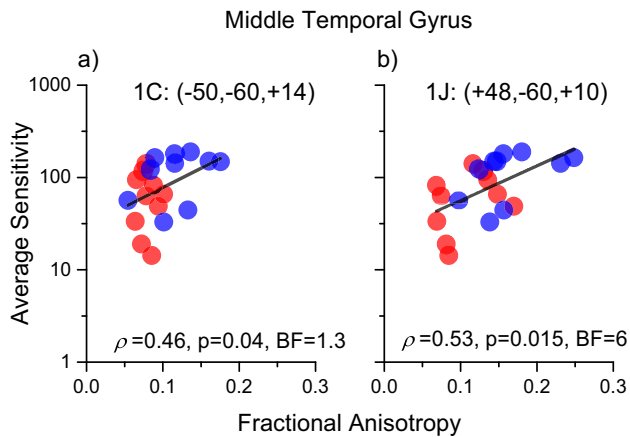 Middle Temporal Gyrus
a)
b)
1C: (-50,-60,+14)
1J: (+48,-60,+10)
Average Sensitivity
1000
100
10
1
ρ=0.46, p=0.04, BF=1.3
ρ=0.53, p=0.015, BF=6
0.0 0.1 0.2 0.3
0.0 0.1 0.2 0.3
Fractional Anisotropy